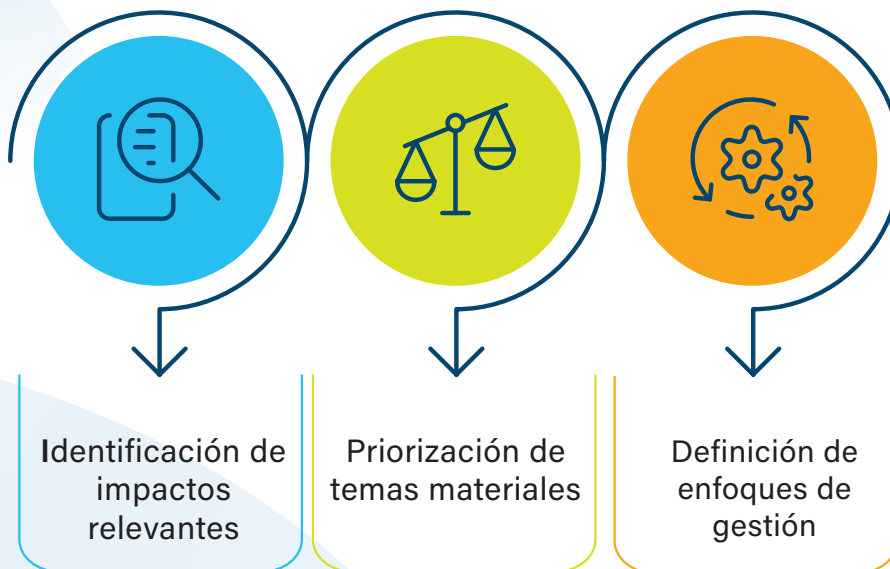 Identificación de
impactos
relevantes
Priorización de
temas materiales
Definición de
enfoques de
gestión